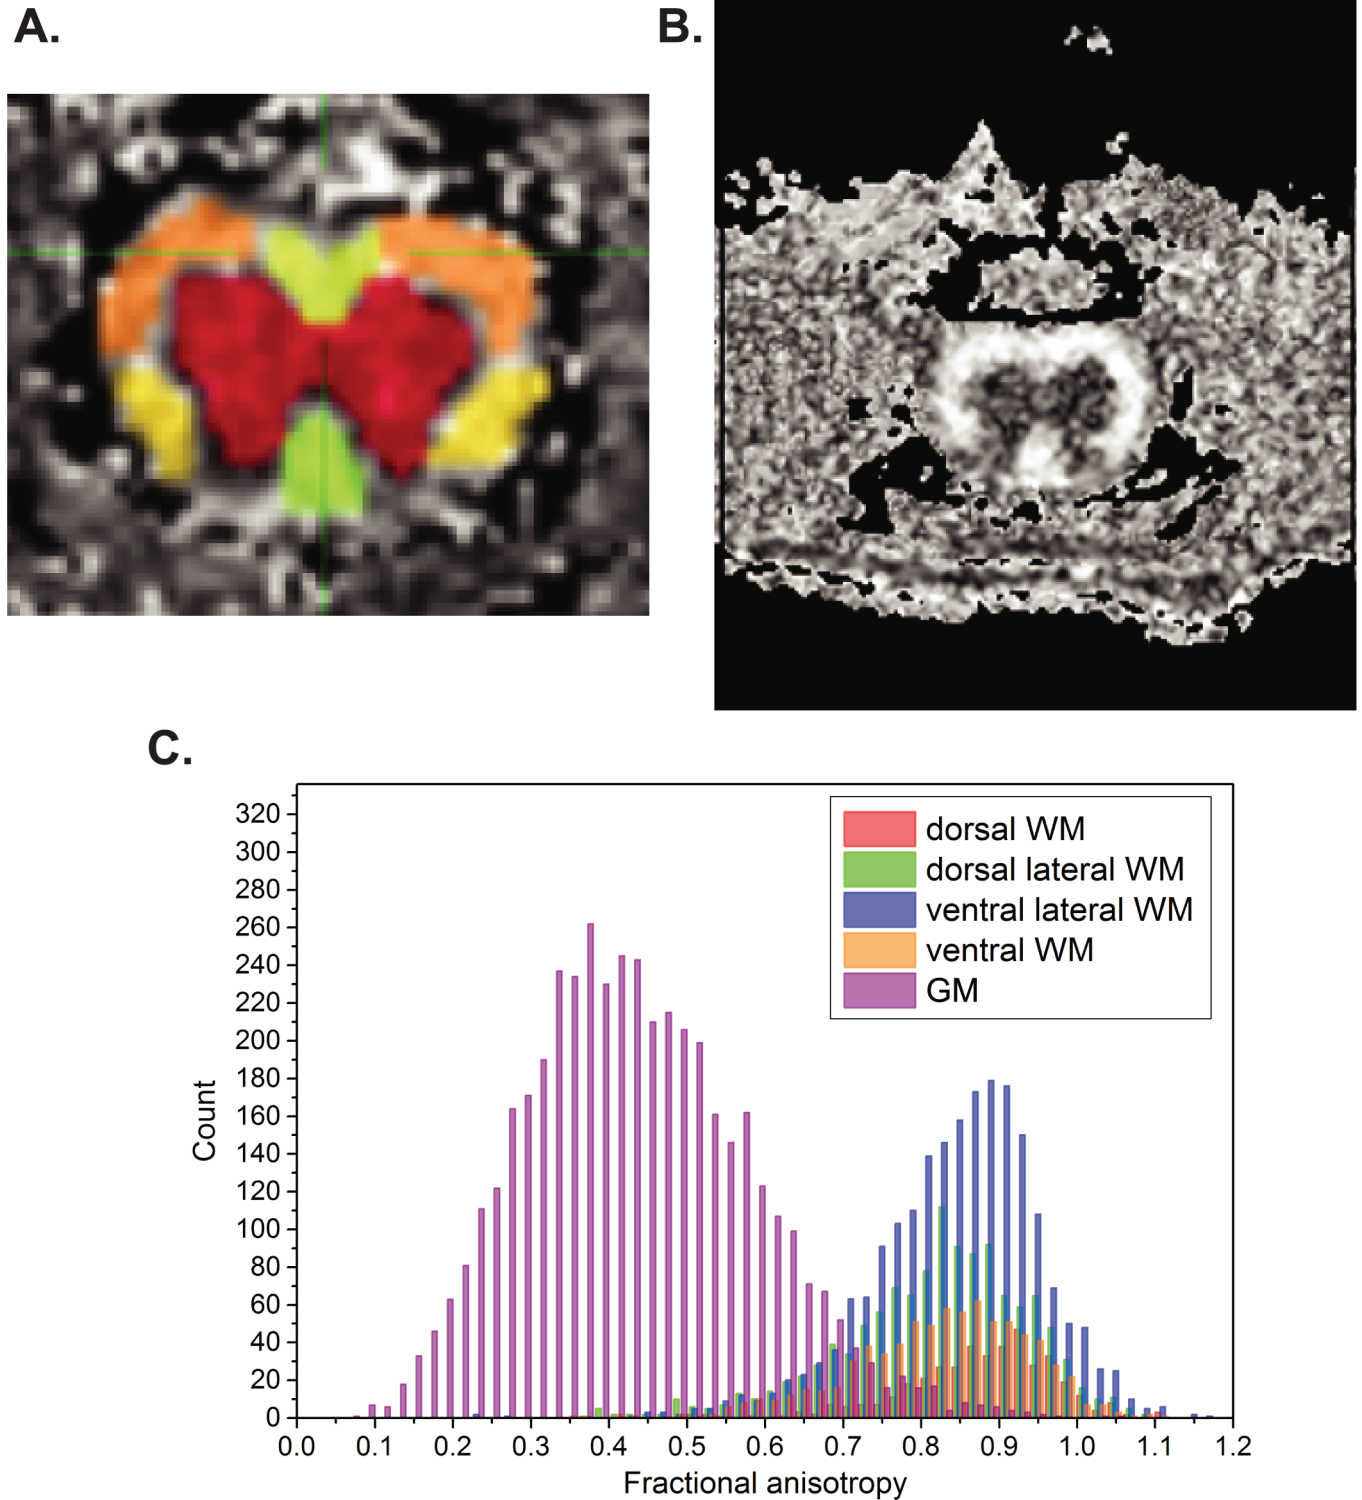 A.
B.
C.
320
300
280
260
240
220
200
180
160
140
120
100
80
60
40
20
0
Count
dorsal WM
dorsal lateral WM
ventral lateral WM
ventral WM
GM
0.0 0.1 0.2 0.3 0.4 0.5 0.6 0.7 0.8 0.9 1.0 1.1 1.2
Fractional anisotropy